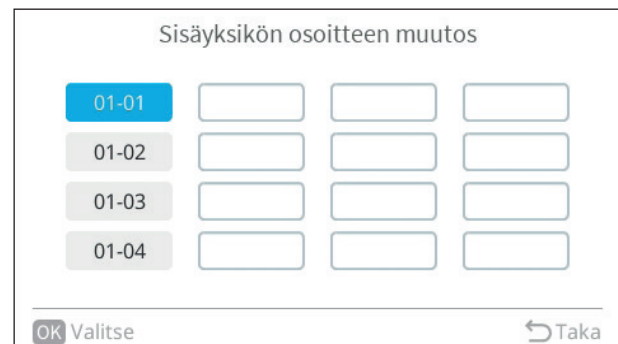 Sisäyksikön osoitteen muutos
01-01
01-02
01-03
01-04
OK Valitse
Taka